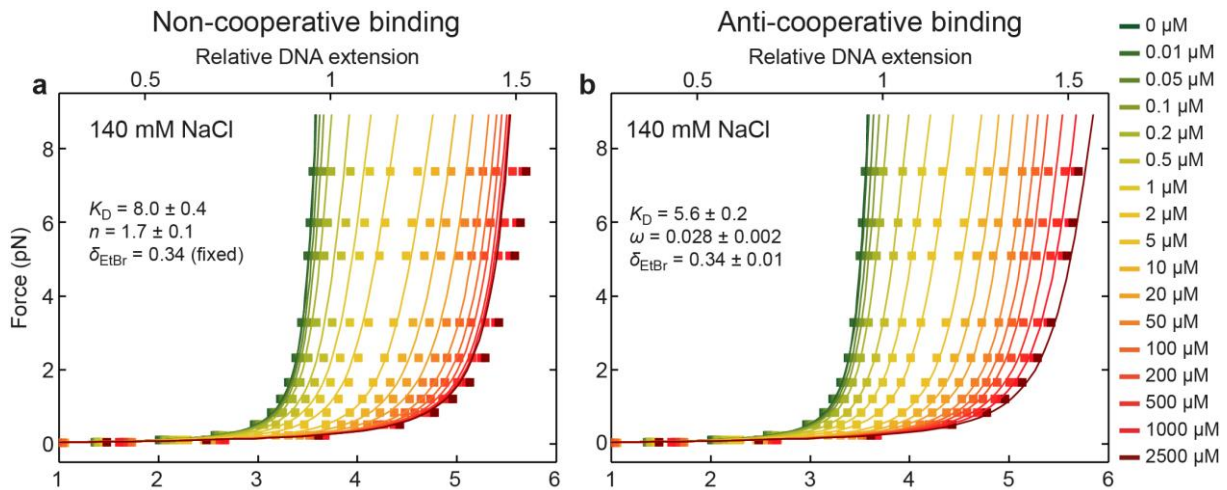 Non-cooperative binding
Relative DNA extension
0.5 1 1.5
a
140 mM NaCl
K_D = 8.0 ± 0.4
n = 1.7 ± 0.1
δ_EtBr = 0.34 (fixed)
Force (pN)
8
6
4
2
0
1 2 3 4 5 6
Anti-cooperative binding
Relative DNA extension
0.5 1 1.5
b
140 mM NaCl
K_D = 5.6 ± 0.2
ω = 0.028 ± 0.002
δ_EtBr = 0.34 ± 0.01
8
6
4
2
0
1 2 3 4 5 6
0 µM
0.01 µM
0.05 µM
0.1 µM
0.2 µM
0.5 µM
1 µM
2 µM
5 µM
10 µM
20 µM
50 µM
100 µM
200 µM
500 µM
1000 µM
2500 µM